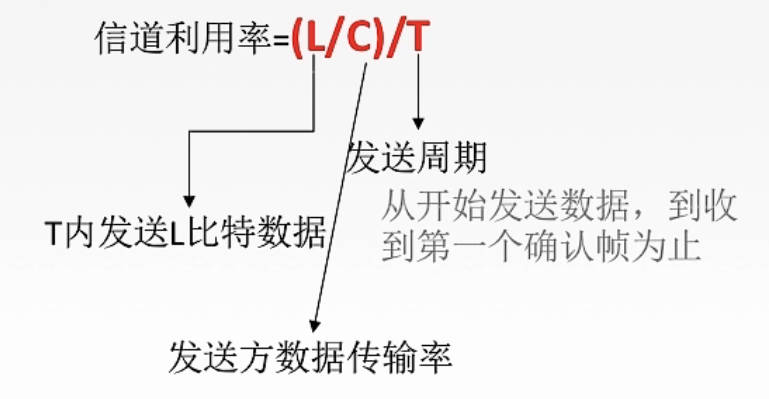 信道利用率=(L/C)/T
发送周期
从开始发送数据，到收
到第一个确认帧为止
T内发送L比特数据
发送方数据传输率